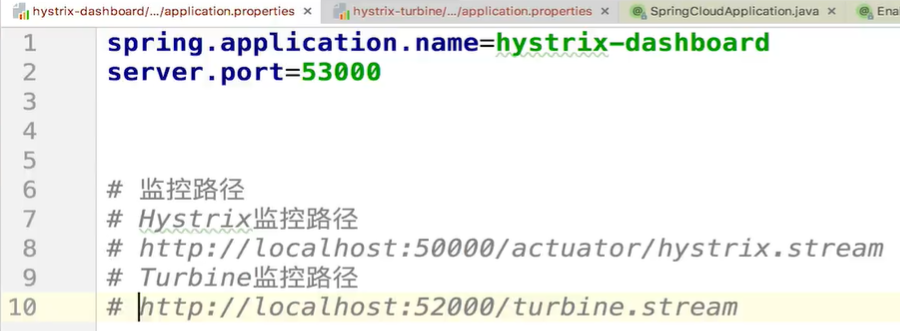 hystrix-dashboard/.../application.properties × hystrix-turbine/.../application.properties × SpringCloudApplication.java × Ena
1 spring.application.name=hystrix-dashboard
2 server.port=53000
3
4
5
6 # 监控路径
7 # Hystrix监控路径
8 # http://localhost:50000/actuator/hystrix.stream
9 # Turbine监控路径
10 # http://localhost:52000/turbine.stream